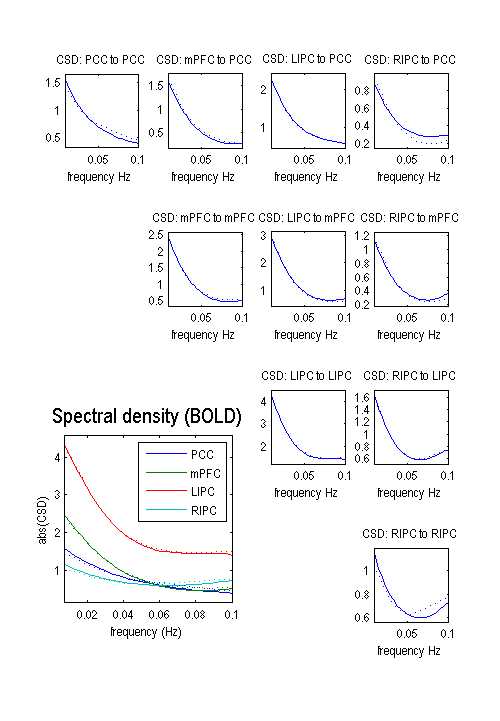 CSD: PCC to PCC
CSD: mPFC to PCC
CSD: LIPC to PCC
CSD: RIPC to PCC
1.5
1
0.5
0.05 0.1
frequency Hz
1.5
1
0.5
0.05 0.1
frequency Hz
2
1
0.05 0.1
frequency Hz
0.8
0.6
0.4
0.2
0.05 0.1
frequency Hz
CSD: mPFC to mPFC
CSD: LIPC to mPFC
CSD: RIPC to mPFC
2.5
2
1.5
1
0.5
0.05 0.1
frequency Hz
3
2
1
0.05 0.1
frequency Hz
1.2
1
0.8
0.6
0.4
0.2
0.05 0.1
frequency Hz
CSD: LIPC to LIPC
CSD: RIPC to LIPC
4
3
2
0.05 0.1
frequency Hz
1.6
1.4
1.2
1
0.8
0.6
0.05 0.1
frequency Hz
Spectral density (BOLD)
PCC
mPFC
LIPC
RIPC
abs(CSD)
4
3
2
1
0.02 0.04 0.06 0.08 0.1
frequency (Hz)
CSD: RIPC to RIPC
1
0.8
0.6
0.05 0.1
frequency Hz